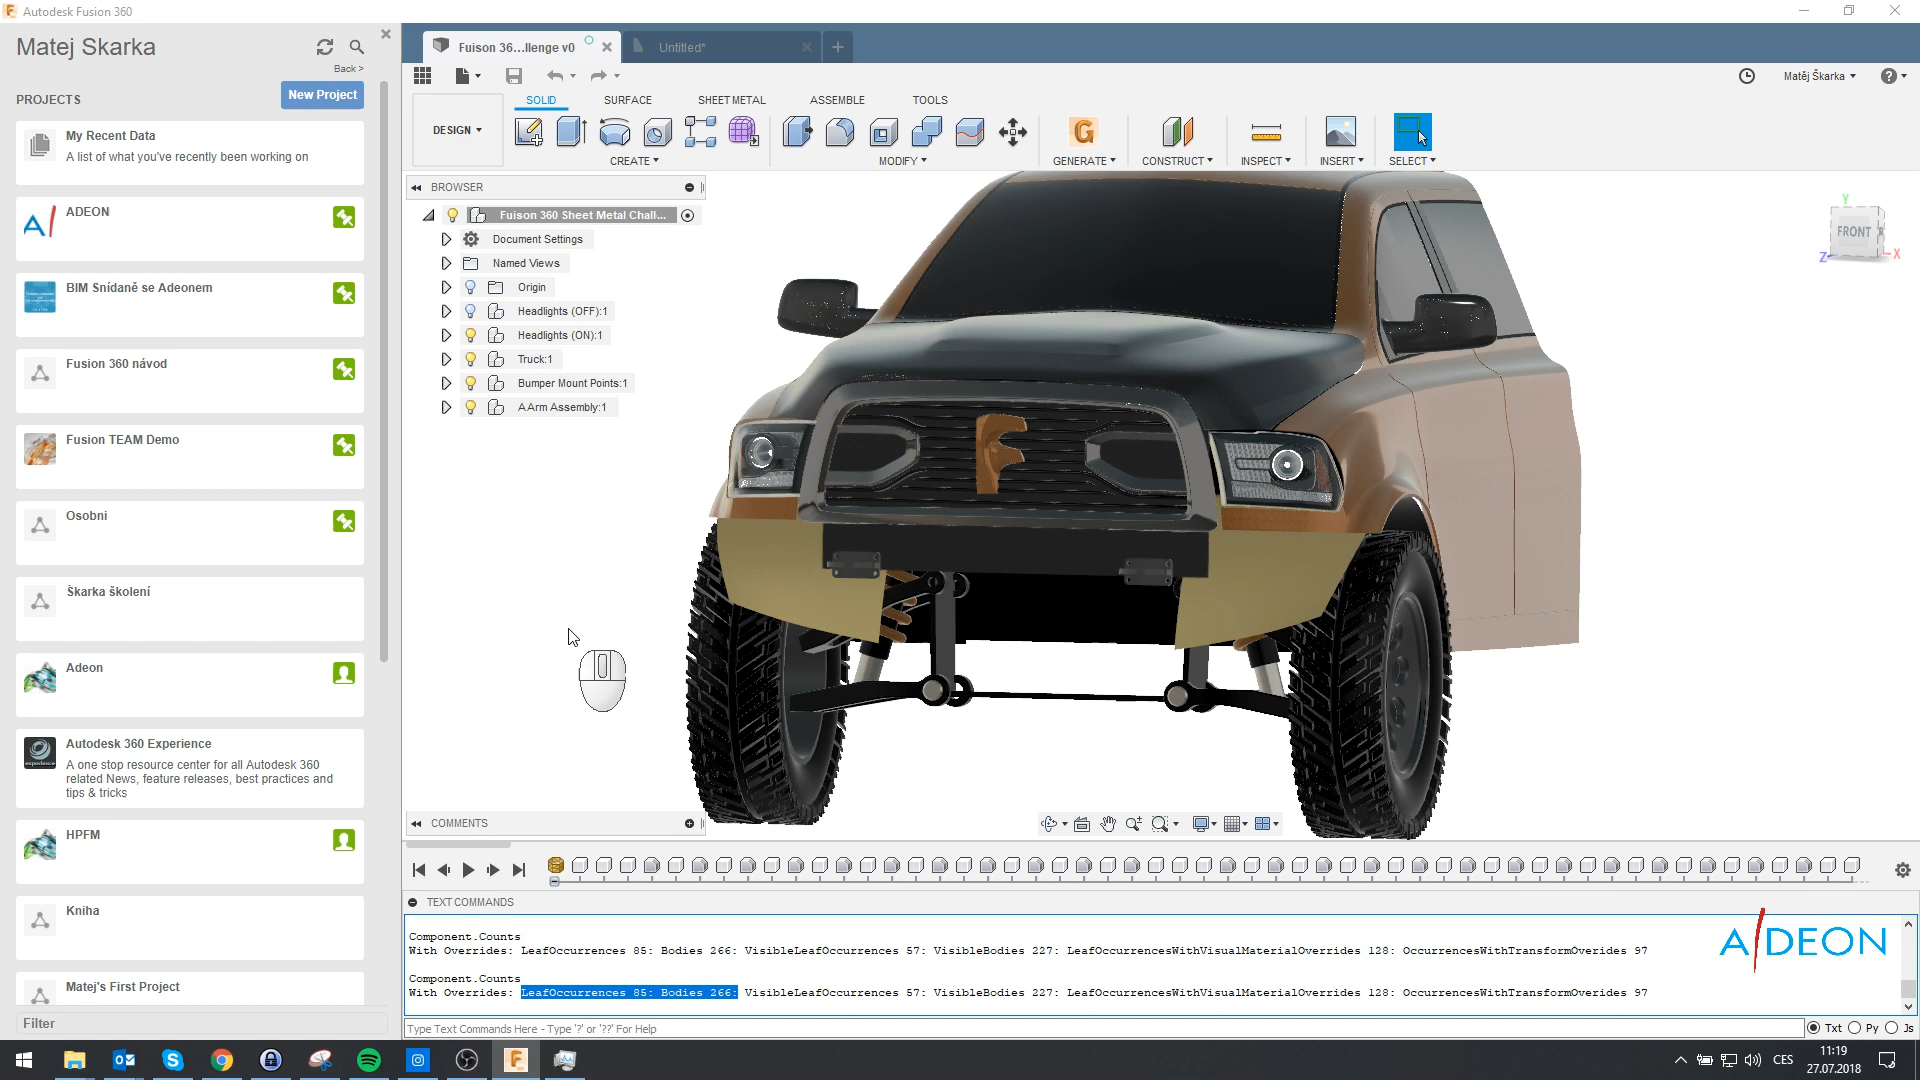 Autodesk Fusion 360
Matej Skarka
Back >
PROJECTS
New Project
My Recent Data
A list of what you've recently been working on
ADEON
BIM Snídaně se Adeonem
Fusion 360 návod
Fusion TEAM Demo
Osobni
Škarka školení
Adeon
Autodesk 360 Experience
A one stop resource center for all Autodesk 360
related News, feature releases, best practices and
tips & tricks
HPFM
Kniha
Matej's First Project
Filter
Fuison 36...llenge v0
Untitled*
Matěj Škarka
SOLID
SURFACE
SHEET METAL
ASSEMBLE
TOOLS
DESIGN
CREATE
MODIFY
GENERATE
CONSTRUCT
INSPECT
INSERT
SELECT
BROWSER
Fuison 360 Sheet Metal Chall...
Document Settings
Named Views
Origin
Headlights (OFF):1
Headlights (ON):1
Truck:1
Bumper Mount Points:1
AArm Assembly:1
Y
FRONT
Z
X
COMMENTS
TEXT COMMANDS
Component.Counts
With Overrides: LeafOccurrences 85: Bodies 266: VisibleLeafOccurrences 57: VisibleBodies 227: LeafOccurrencesWithVisualMaterialOverrides 128: OccurrencesWithTransformOverides 97
Component.Counts
With Overrides: LeafOccurrences 85: Bodies 266: VisibleLeafOccurrences 57: VisibleBodies 227: LeafOccurrencesWithVisualMaterialOverrides 128: OccurrencesWithTransformOverides 97
ADEON
Type Text Commands Here - Type '?' or '??' For Help
Txt
Py
Js
CES
11:19
27.07.2018